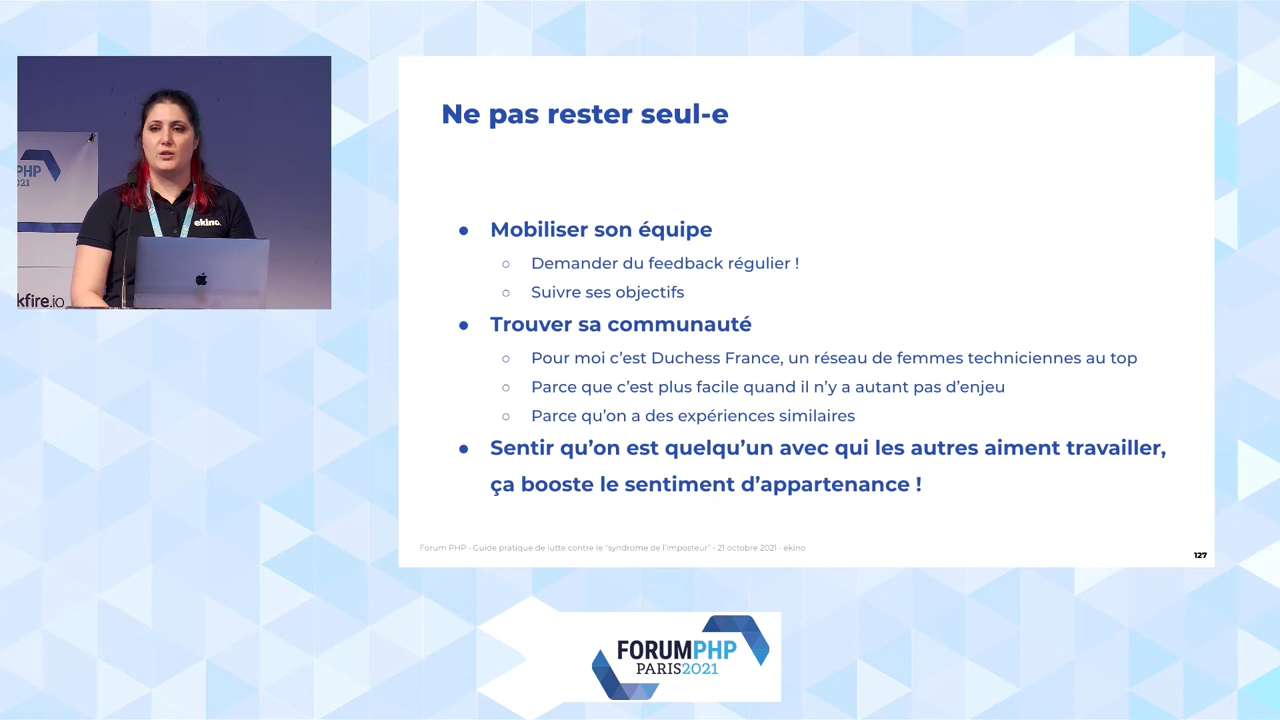 PHP
2021
ekino.
kfire.io
Ne pas rester seul-e
● Mobiliser son équipe
○ Demander du feedback régulier !
○ Suivre ses objectifs
● Trouver sa communauté
○ Pour moi c’est Duchess France, un réseau de femmes techniciennes au top
○ Parce que c’est plus facile quand il n’y a autant pas d’enjeu
○ Parce qu’on a des expériences similaires
● Sentir qu’on est quelqu’un avec qui les autres aiment travailler,
ça booste le sentiment d’appartenance !
Forum PHP - Guide pratique de lutte contre le “syndrome de l’imposteur” - 21 octobre 2021 - ekino
127
FORUMPHP
PARIS2021